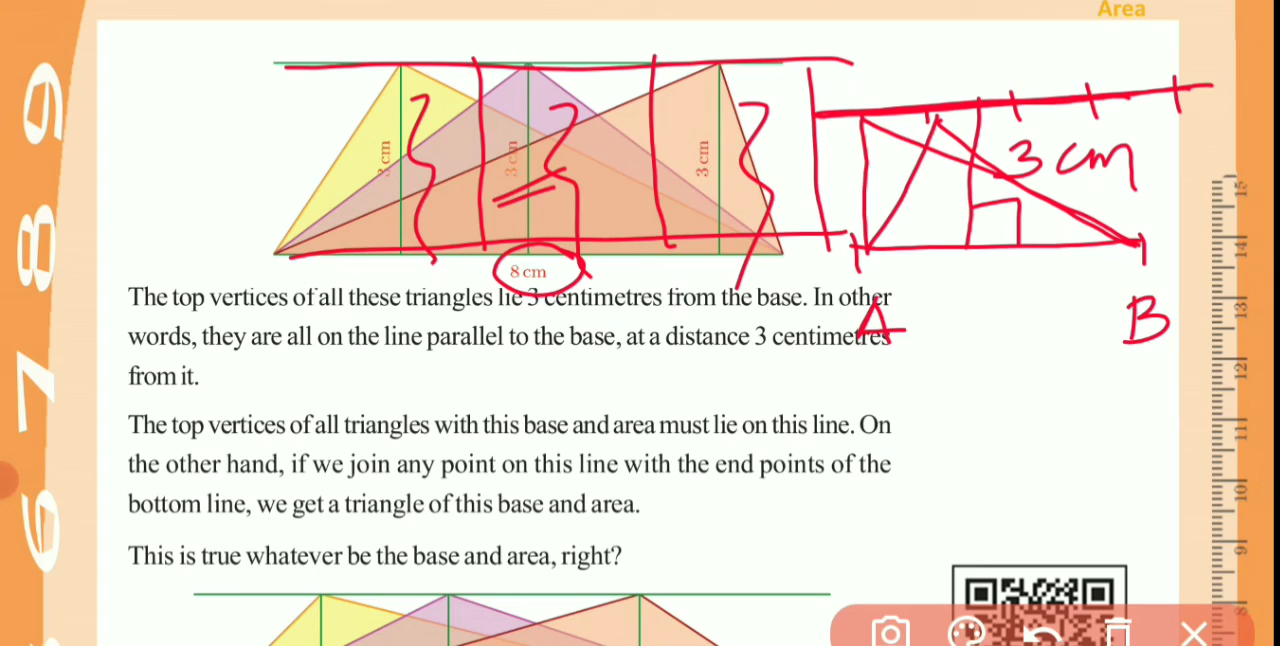 Area
3 cm
3 cm
3 cm
3 cm
8 cm
The top vertices of all these triangles lie 3 centimetres from the base. In other
words, they are all on the line parallel to the base, at a distance 3 centimetres
from it.
A
B
The top vertices of all triangles with this base and area must lie on this line. On
the other hand, if we join any point on this line with the end points of the
bottom line, we get a triangle of this base and area.
This is true whatever be the base and area, right?
9
8
7
6
15
14
13
12
11
10
9
8